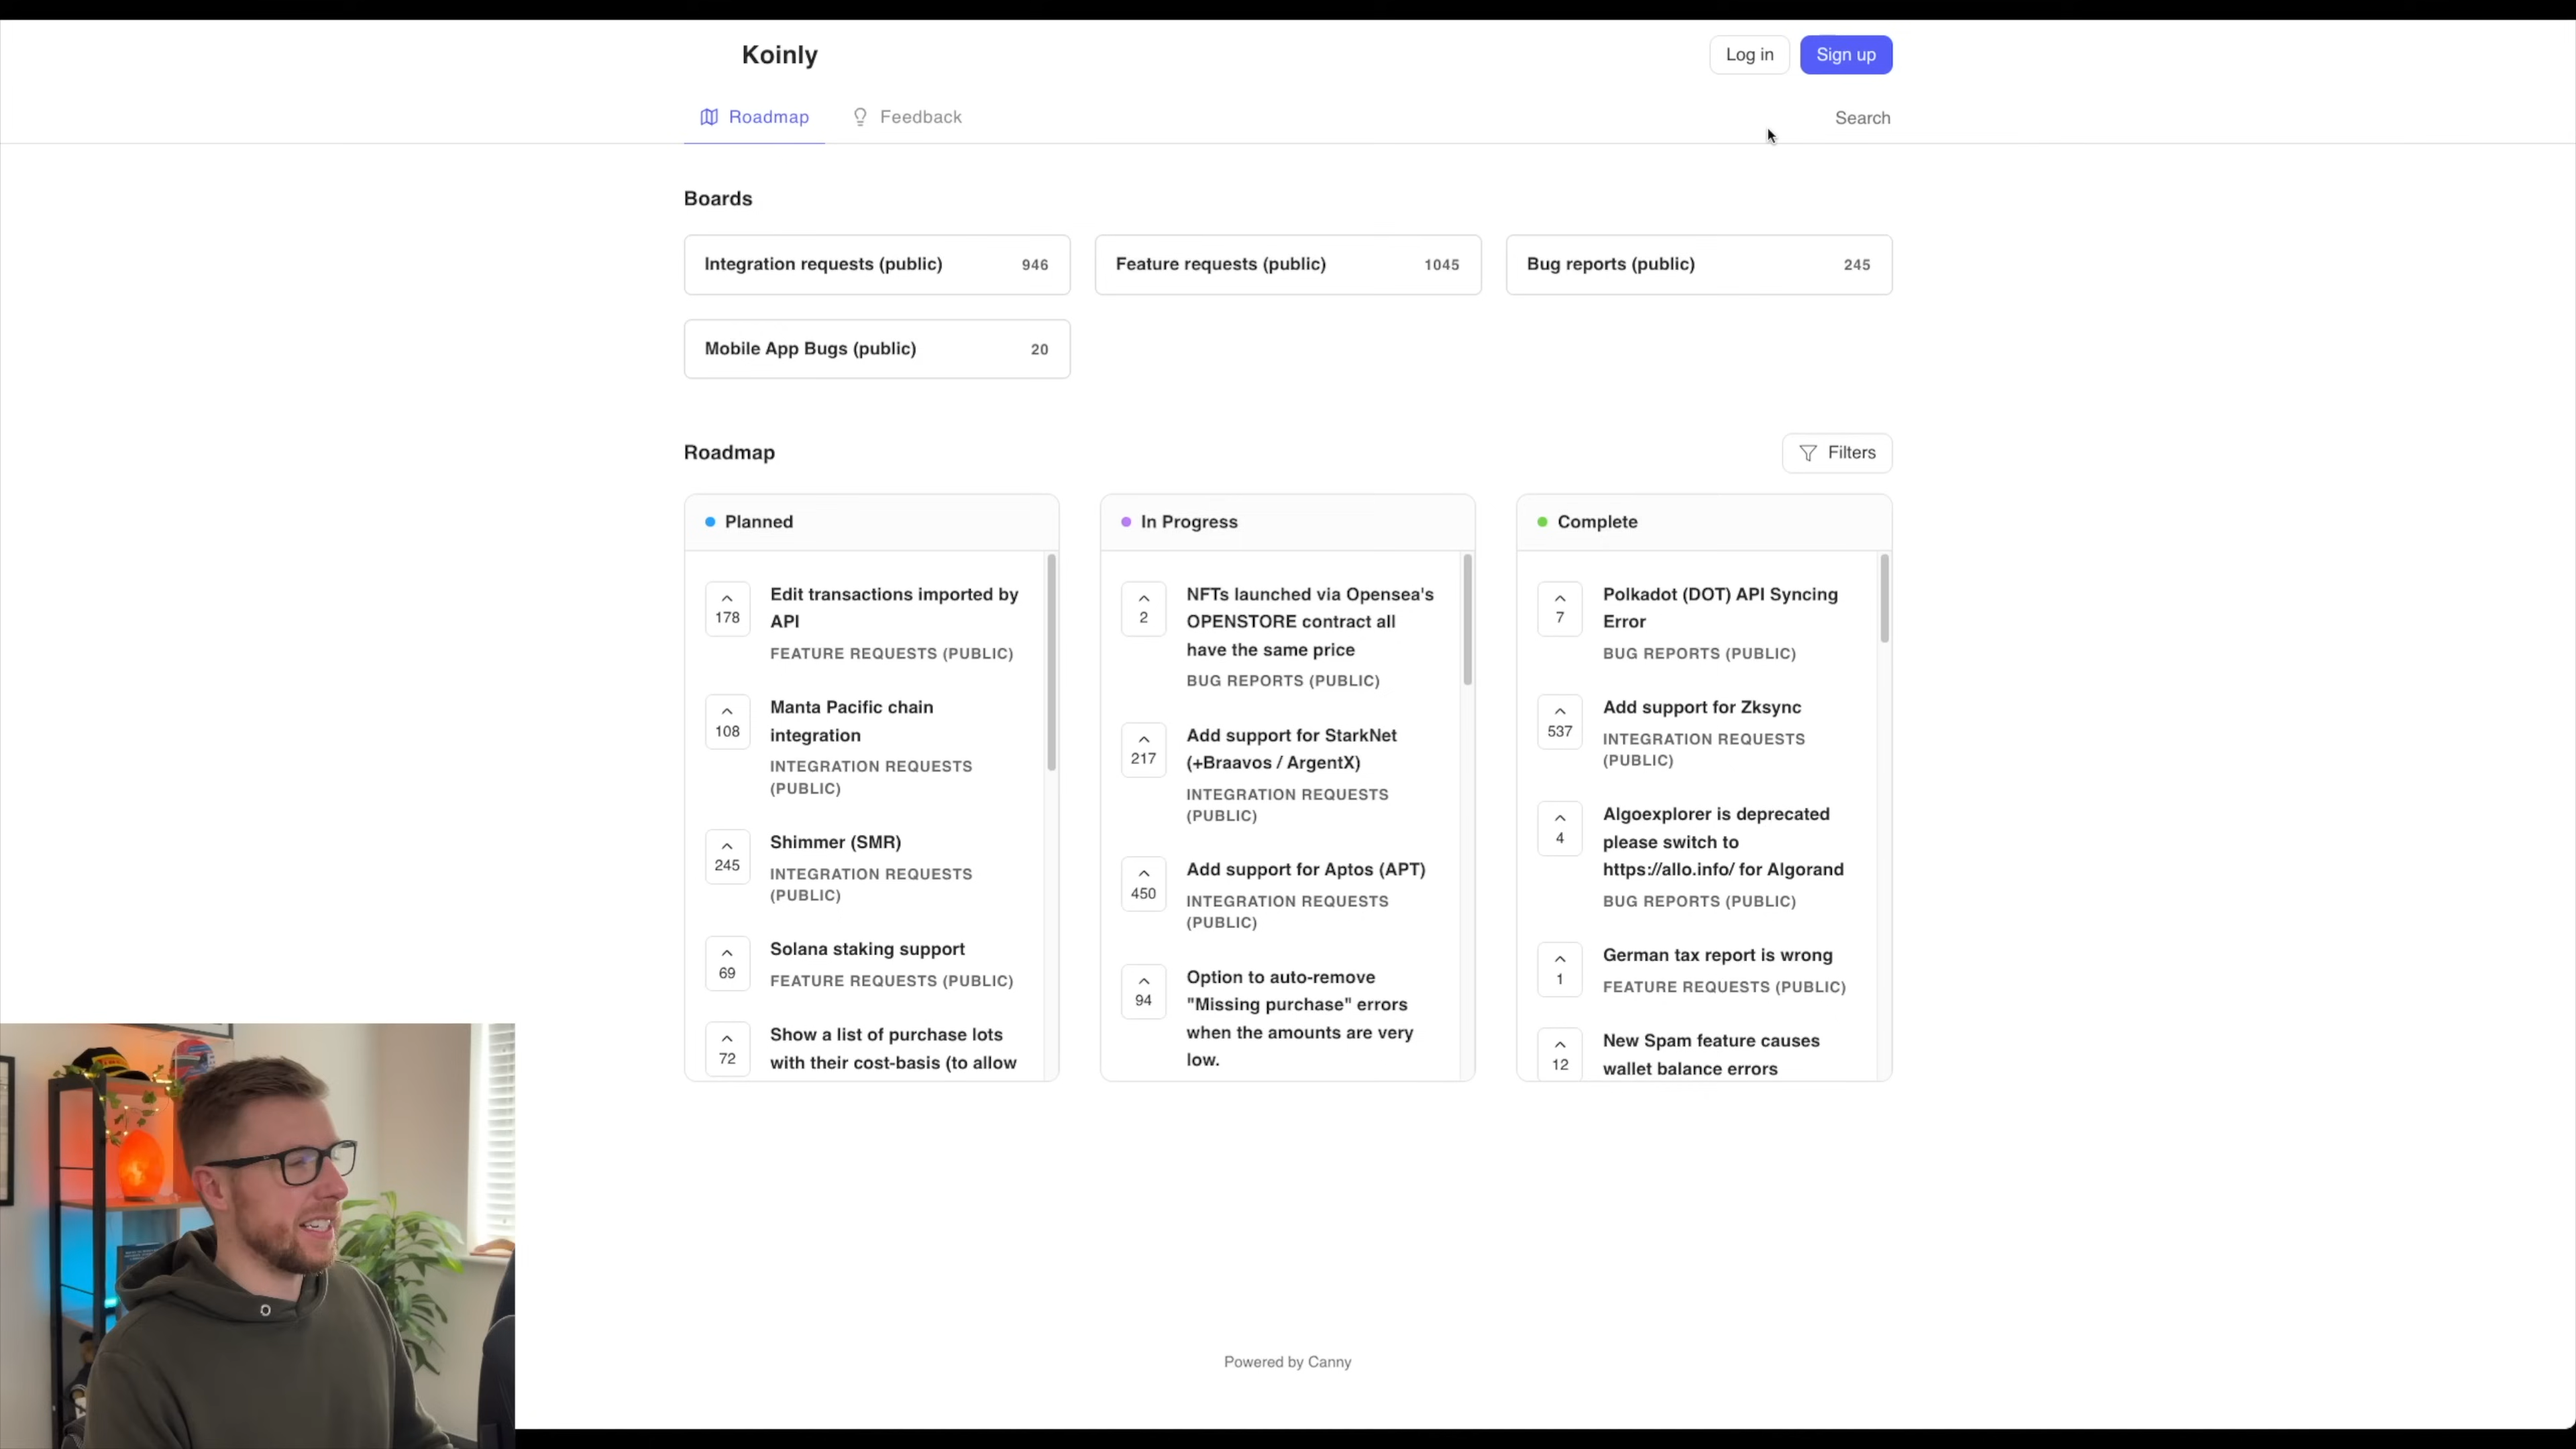 Koinly
Log in
Sign up
Roadmap
Feedback
Search
Boards
Integration requests (public)
946
Feature requests (public)
1045
Bug reports (public)
245
Mobile App Bugs (public)
20
Roadmap
Filters
Planned
178
Edit transactions imported by
API
FEATURE REQUESTS (PUBLIC)
108
Manta Pacific chain
integration
INTEGRATION REQUESTS
(PUBLIC)
245
Shimmer (SMR)
INTEGRATION REQUESTS
(PUBLIC)
69
Solana staking support
FEATURE REQUESTS (PUBLIC)
72
Show a list of purchase lots
with their cost-basis (to allow
In Progress
2
NFTs launched via Opensea's
OPENSTORE contract all
have the same price
BUG REPORTS (PUBLIC)
217
Add support for StarkNet
(+Braavos / ArgentX)
INTEGRATION REQUESTS
(PUBLIC)
450
Add support for Aptos (APT)
INTEGRATION REQUESTS
(PUBLIC)
94
Option to auto-remove
"Missing purchase" errors
when the amounts are very
low.
Complete
7
Polkadot (DOT) API Syncing
Error
BUG REPORTS (PUBLIC)
537
Add support for Zksync
INTEGRATION REQUESTS
(PUBLIC)
4
Algoexplorer is deprecated
please switch to
https://allo.info/ for Algorand
BUG REPORTS (PUBLIC)
1
German tax report is wrong
FEATURE REQUESTS (PUBLIC)
12
New Spam feature causes
wallet balance errors
Powered by Canny